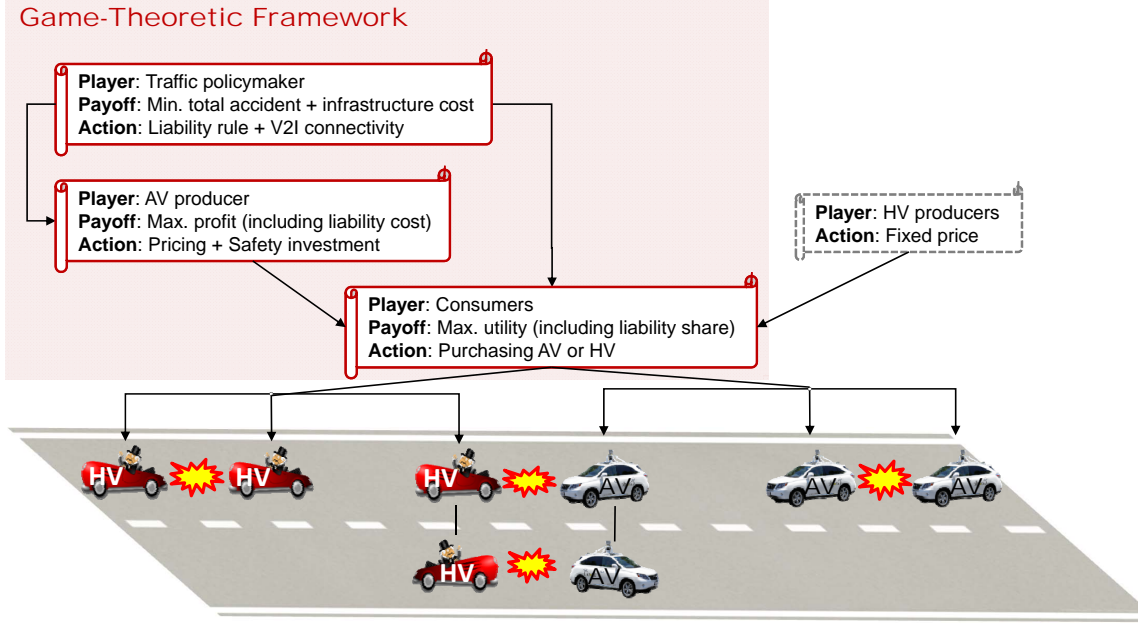 Game-Theoretic Framework
Player: Traffic policymaker
Payoff: Min. total accident + infrastructure cost
Action: Liability rule + V2I connectivity
Player: AV producer
Payoff: Max. profit (including liability cost)
Action: Pricing + Safety investment
Player: HV producers
Action: Fixed price
Player: Consumers
Payoff: Max. utility (including liability share)
Action: Purchasing AV or HV
HV
HV
HV
AV
AV
AV
HV
AV